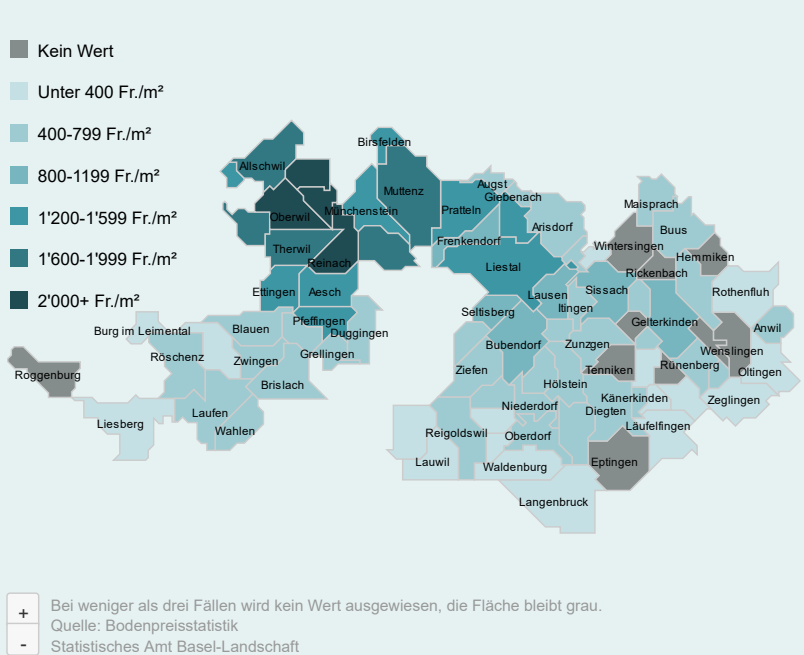 Kein Wert
Unter 400 Fr./m²
400-799 Fr./m²
800-1199 Fr./m²
1'200-1'599 Fr./m²
1'600-1'999 Fr./m²
2'000+ Fr./m²
Birsfelden
Allschwil
Muttenz
Augst
Giebenach
Maisprach
Oberwil
Münchenstein
Pratteln
Arisdorf
Buus
Therwil
Frenkendorf
Wintersingen
Hemmiken
Reinach
Liestal
Rickenbach
Ettingen
Aesch
Lausen
Sissach
Rothenfluh
Seltisberg
Itingen
Pfeffingen
Gelterkinden
Anwil
Burg im Leimental
Blauen
Duggingen
Bubendorf
Zunzgen
Wenslingen
Röschenz
Zwingen
Grellingen
Ziefen
Tenniken
Rünenberg
Oltingen
Roggenburg
Brislach
Hölstein
Känerkinden
Zeglingen
Laufen
Niederdorf
Diegten
Liesberg
Wahlen
Reigoldswil
Oberdorf
Läufelfingen
Lauwil
Waldenburg
Eptingen
Langenbruck
+
Bei weniger als drei Fällen wird kein Wert ausgewiesen, die Fläche bleibt grau.
Quelle: Bodenpreisstatistik
-
Statistisches Amt Basel-Landschaft